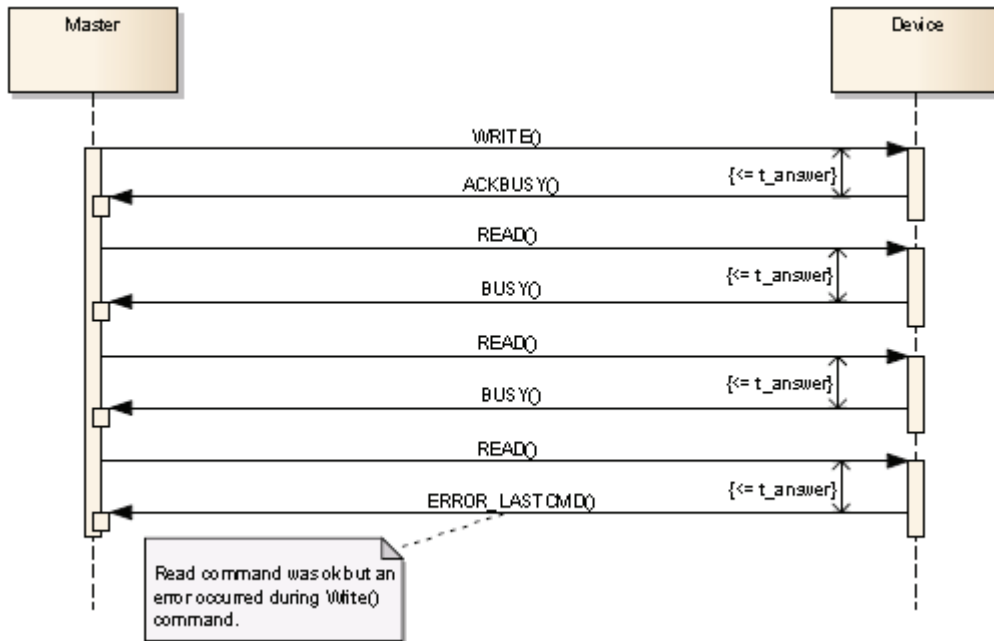 Master
Device
WRITE()
{<= t_answer}
ACKBUSY()
READ()
{<= t_answer}
BUSY()
READ()
{<= t_answer}
BUSY()
READ()
{<= t_answer}
ERROR_LASTCMD()
Read command was ok but an
error occurred during Write()
command.